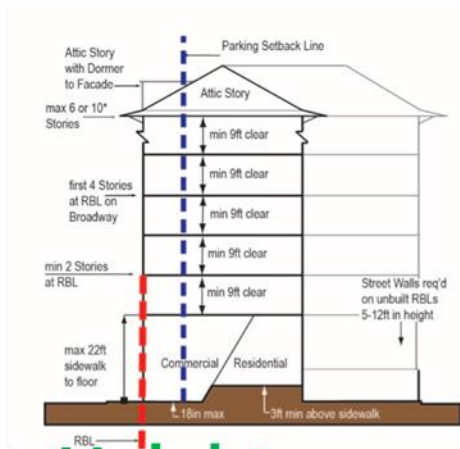 Parking Setback Line
Attic Story
with Dormer
to Facade
Attic Story
max 6 or 10*
Stories
min 9ft clear
min 9ft clear
first 4 Stories
at RBL on
Broadway
min 9ft clear
min 9ft clear
min 2 Stories
at RBL
min 9ft clear
Street Walls req'd
on unbuilt RBLs
5-12ft in height
max 22ft
sidewalk
to floor
Commercial
Residential
18in max
3ft min above sidewalk
RBL